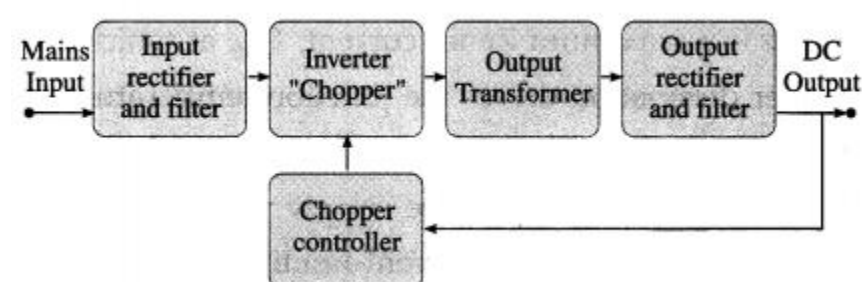 Mains
Input
Input
rectifier
and filter
Inverter
"Chopper"
Output
Transformer
Output
rectifier
and filter
DC
Output
Chopper
controller